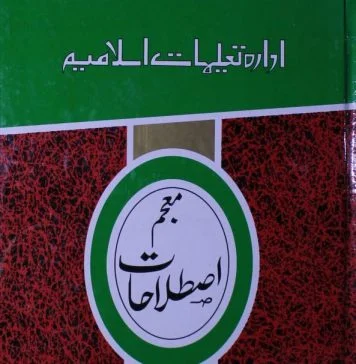 ادارہ تعلیمات اسلامیہ
معجم
اصطلاحات